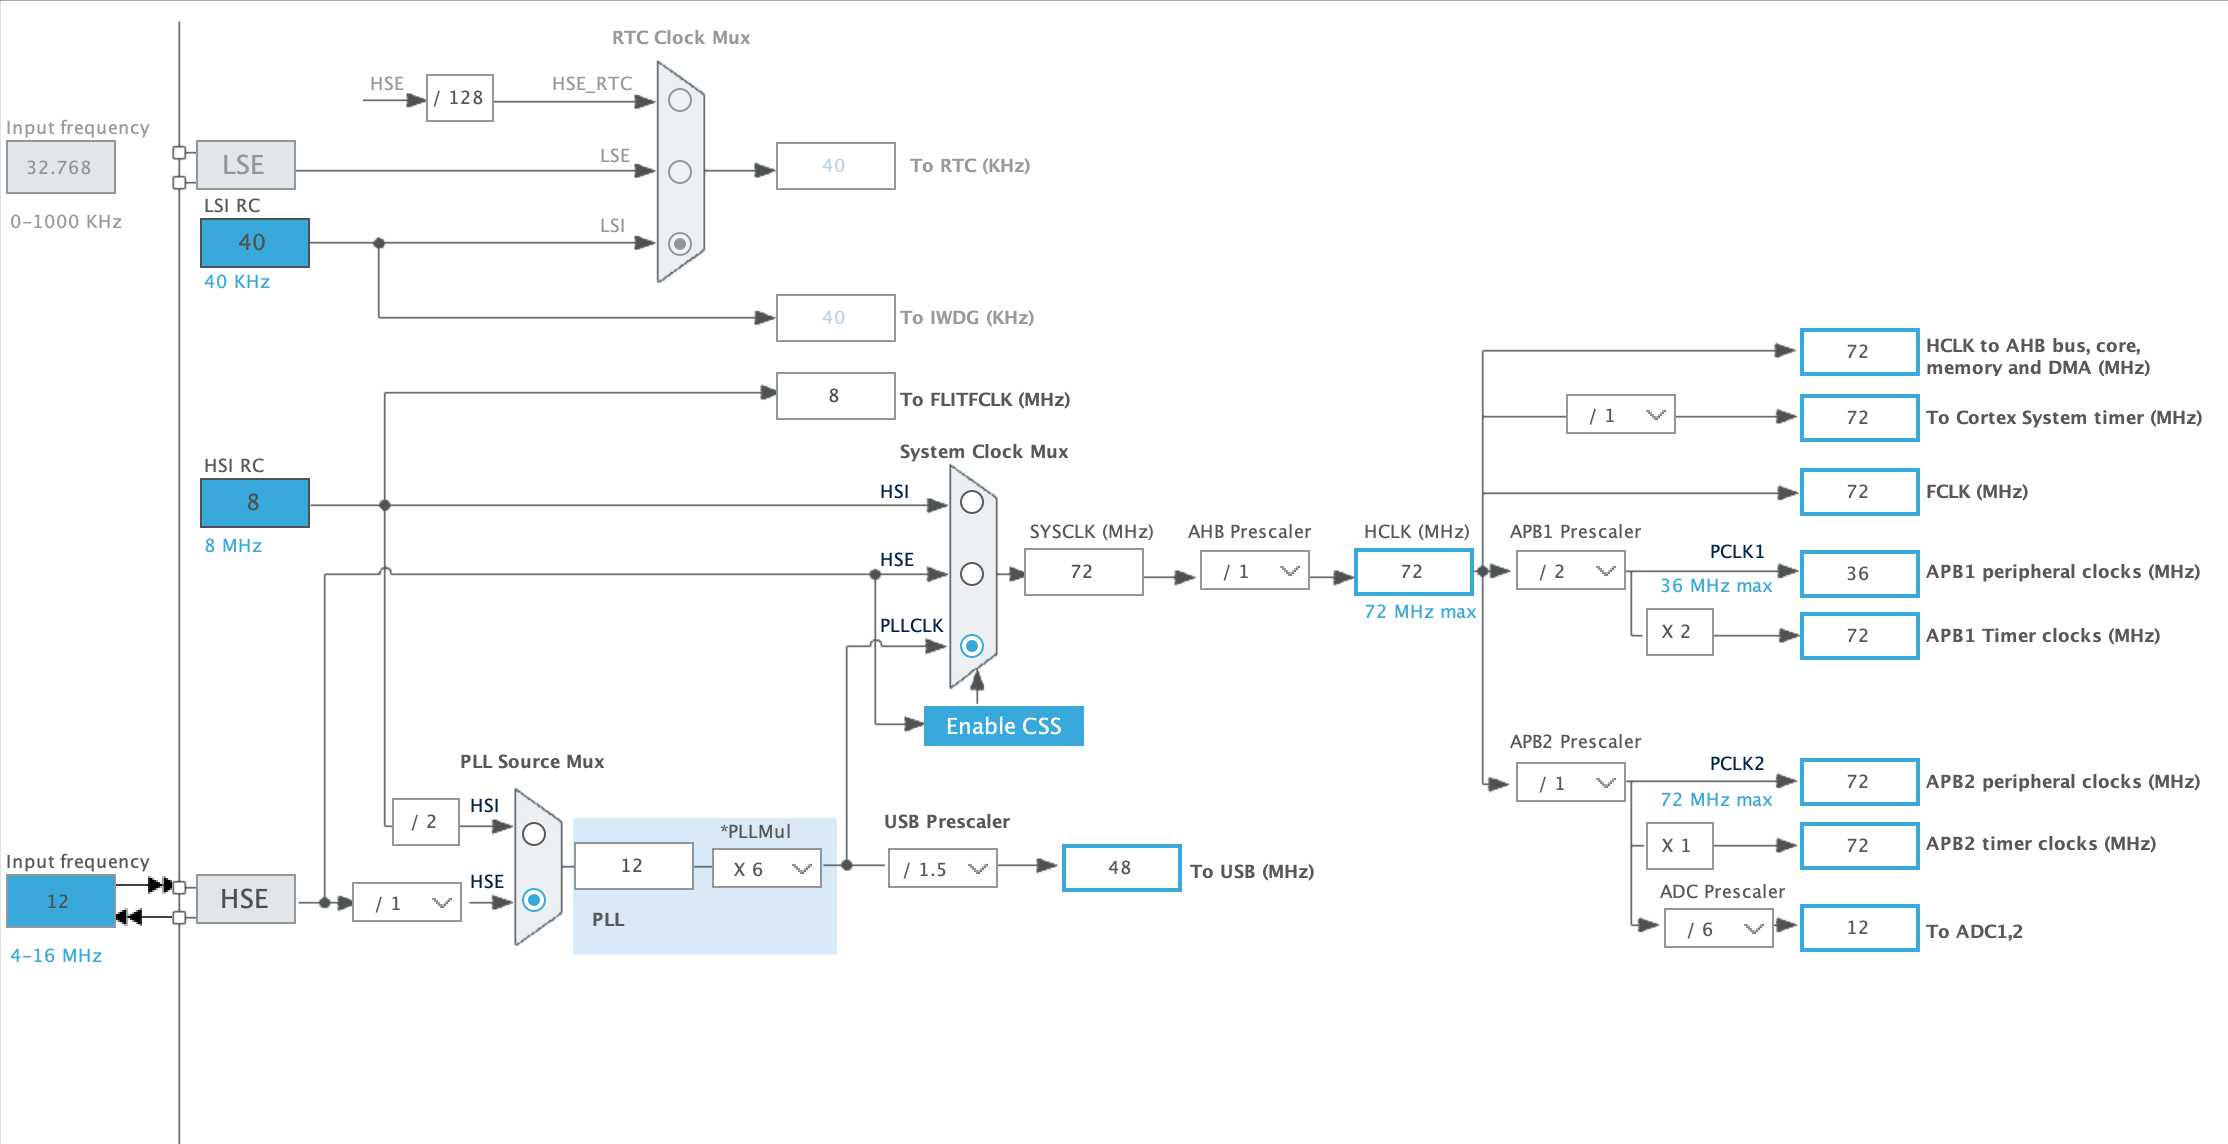 RTC Clock Mux
HSE
/ 128
HSE_RTC
Input frequency
32.768
0-1000 KHz
LSE
LSE
40
To RTC (KHz)
LSI RC
40
40 KHz
LSI
40
To IWDG (KHz)
8
To FLITFCLK (MHz)
HSI RC
8
8 MHz
System Clock Mux
HSI
HSE
PLLCLK
Enable CSS
SYSCLK (MHz)
72
AHB Prescaler
/ 1
HCLK (MHz)
72
72 MHz max
72
HCLK to AHB bus, core,
memory and DMA (MHz)
/ 1
72
To Cortex System timer (MHz)
72
FCLK (MHz)
APB1 Prescaler
/ 2
PCLK1
36 MHz max
36
APB1 peripheral clocks (MHz)
X 2
72
APB1 Timer clocks (MHz)
APB2 Prescaler
/ 1
PCLK2
72 MHz max
72
APB2 peripheral clocks (MHz)
X 1
72
APB2 timer clocks (MHz)
ADC Prescaler
/ 6
12
To ADC1,2
PLL Source Mux
/ 2
HSI
Input frequency
12
4-16 MHz
HSE
/ 1
HSE
12
*PLLMul
X 6
PLL
USB Prescaler
/ 1.5
48
To USB (MHz)